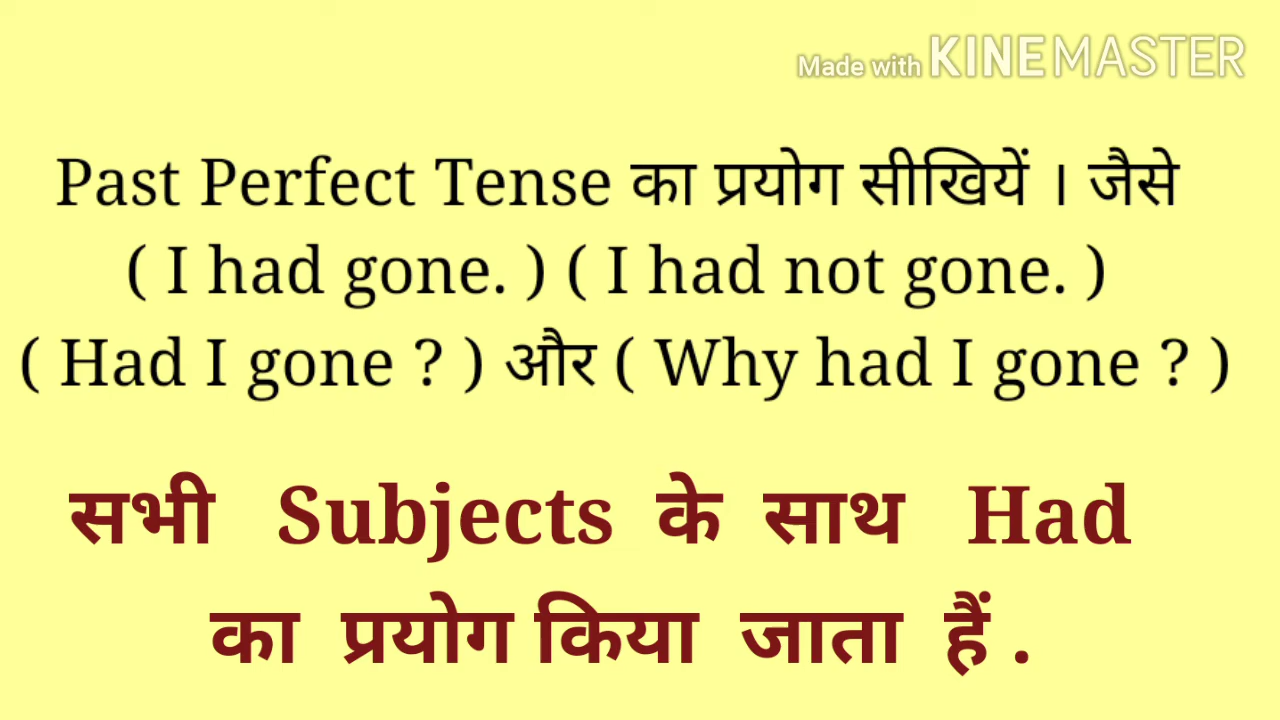 Made with KINEMASTER
Past Perfect Tense का प्रयोग सीखियें । जैसे
( I had gone. ) ( I had not gone. )
( Had I gone ? ) और ( Why had I gone ? )
सभी Subjects के साथ Had
का प्रयोग किया जाता हैं .